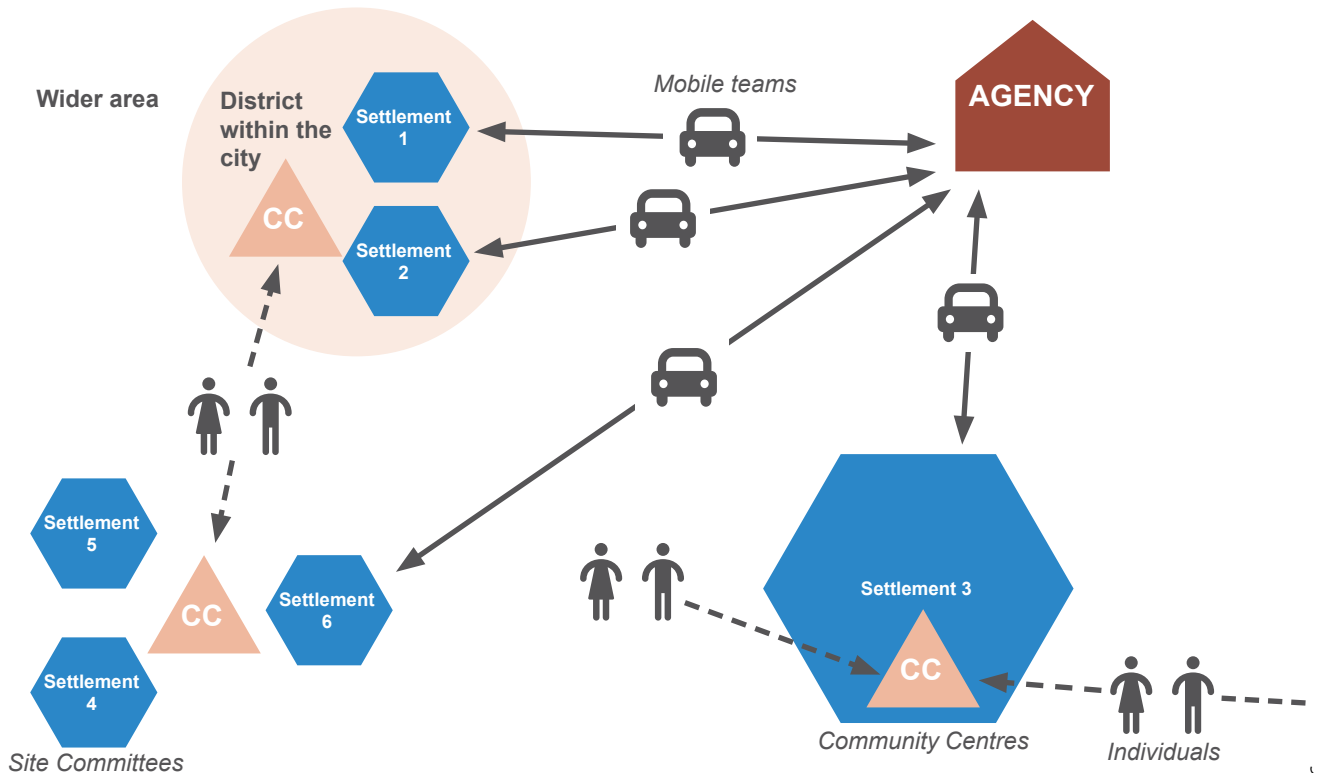 Wider area
District
within the
city
Settlement
1
Mobile teams
AGENCY
CC
Settlement
2
Settlement
5
Settlement
6
CC
Settlement
4
Site Committees
Settlement 3
CC
Community Centres
Individuals